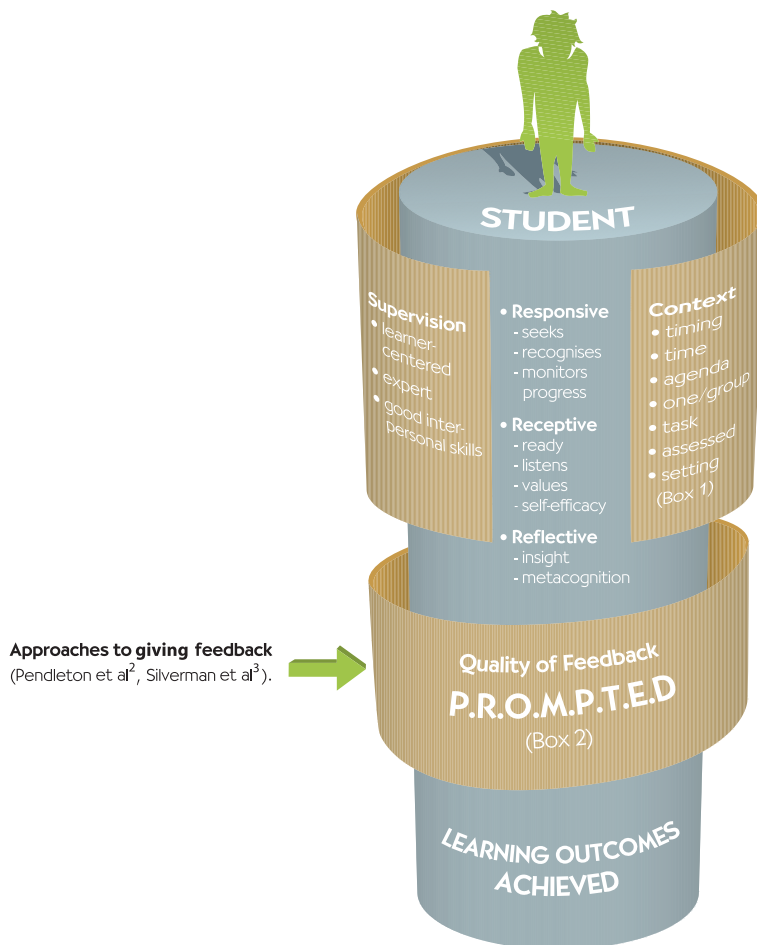 STUDENT
Supervision
• learner-
centered
• expert
• good inter-
personal skills
• Responsive
- seeks
- recognises
- monitors
progress
• Receptive
- ready
- listens
- values
- self-efficacy
• Reflective
- insight
- metacognition
Context
• timing
• time
• agenda
• one/group
• task
• assessed
• setting
(Box 1)
Approaches to giving feedback
(Pendleton et al², Silverman et al³).
Quality of Feedback
P.R.O.M.P.T.E.D
(Box 2)
LEARNING OUTCOMES
ACHIEVED